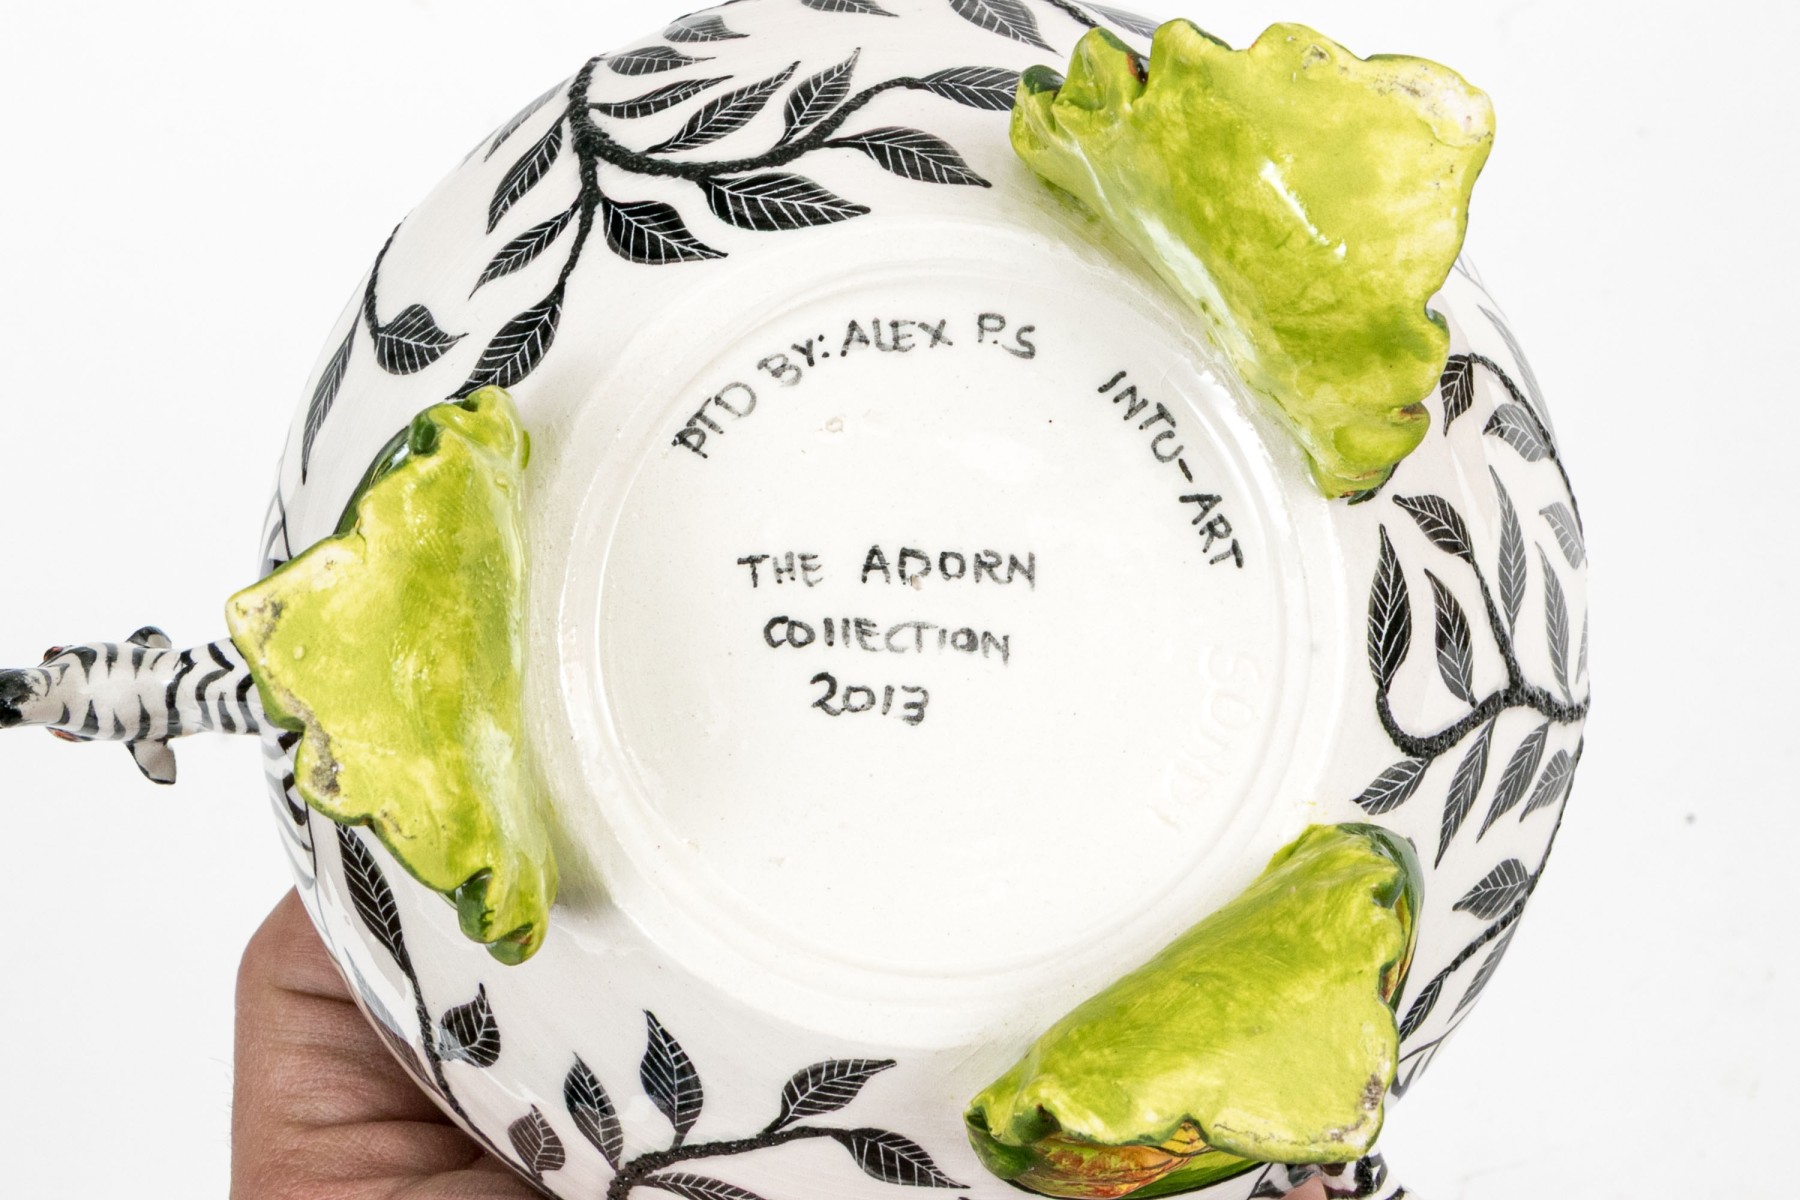 PTD BY: ALEX P.S
INTU-ART
THE ADORN
COllECTION
2013